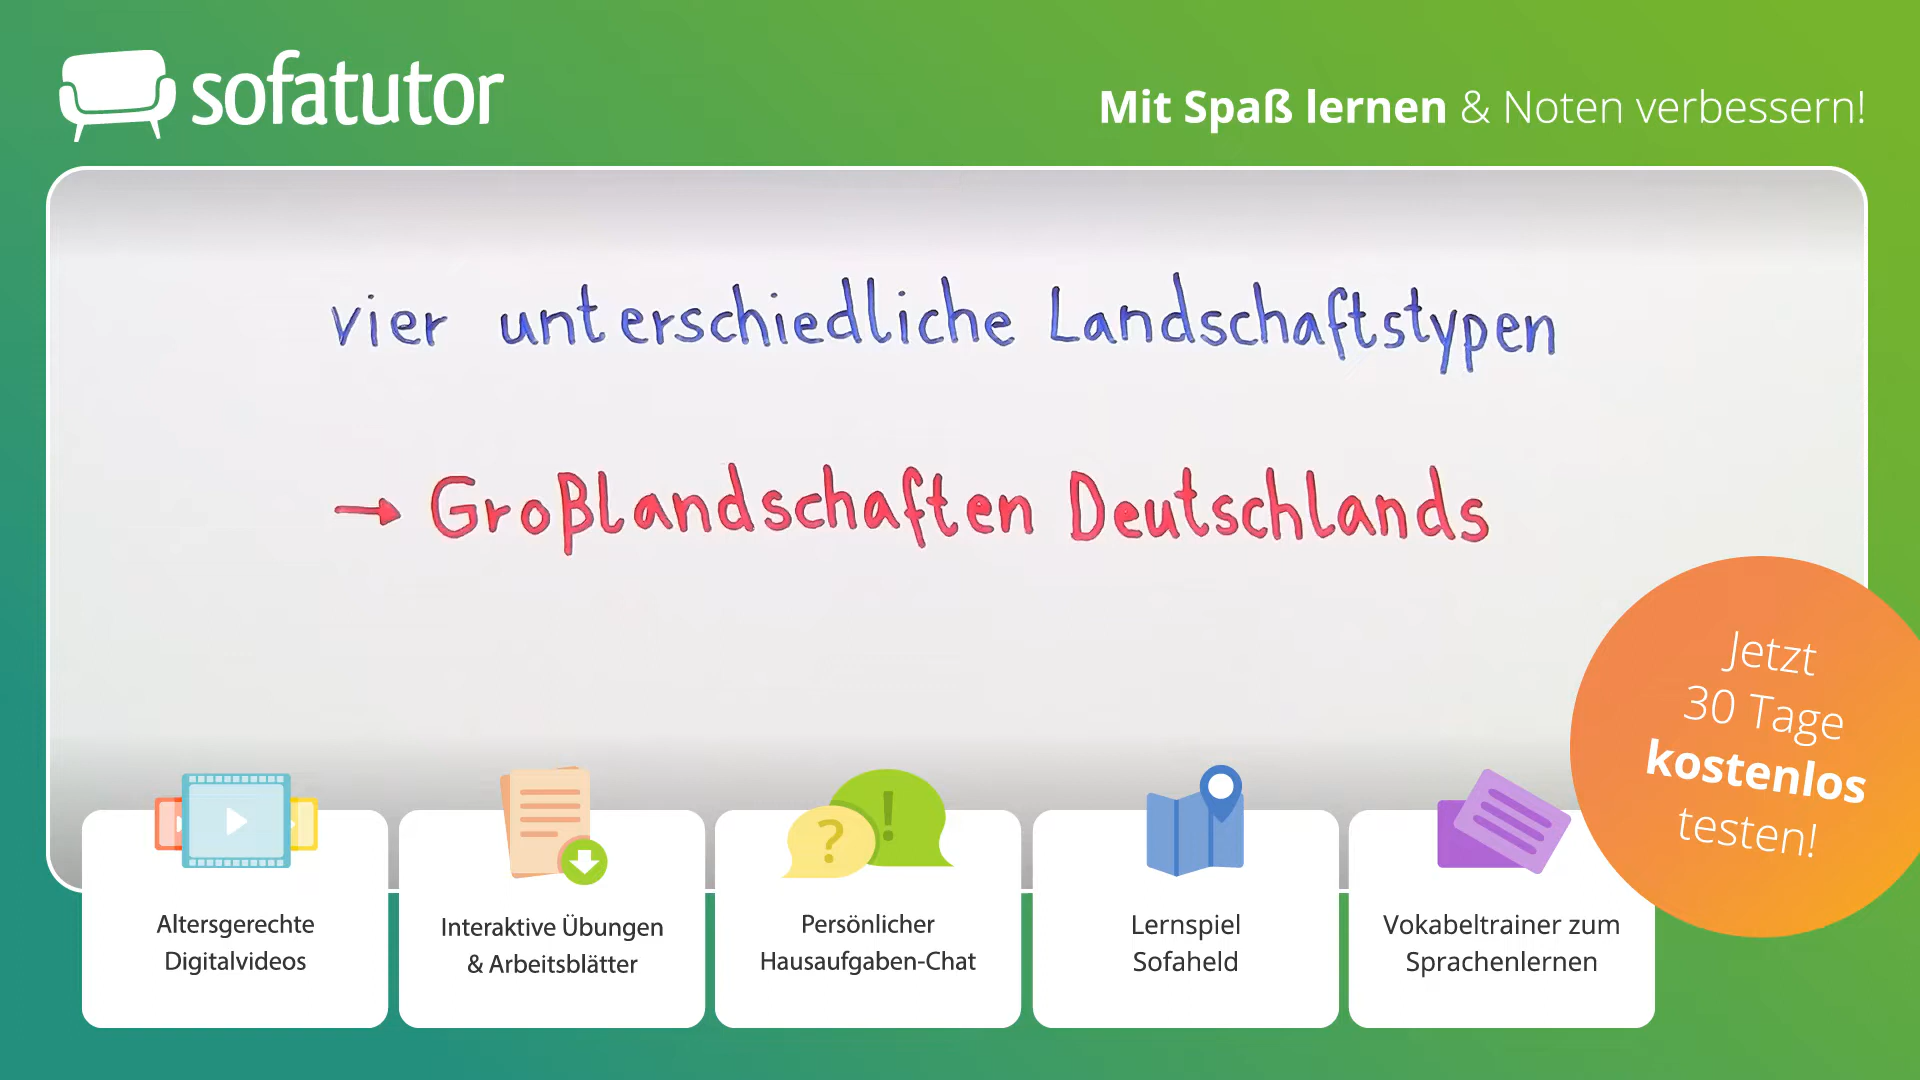 sofatutor
Mit Spaß lernen & Noten verbessern!
vier unterschiedliche Landschaftstypen
→ Großlandschaften Deutschlands
Jetzt
30 Tage
kostenlos
testen!
Altersgerechte
Digitalvideos
Interaktive Übungen
& Arbeitsblätter
?
!
Persönlicher
Hausaufgaben-Chat
Lernspiel
Sofaheld
Vokabeltrainer zum
Sprachenlernen